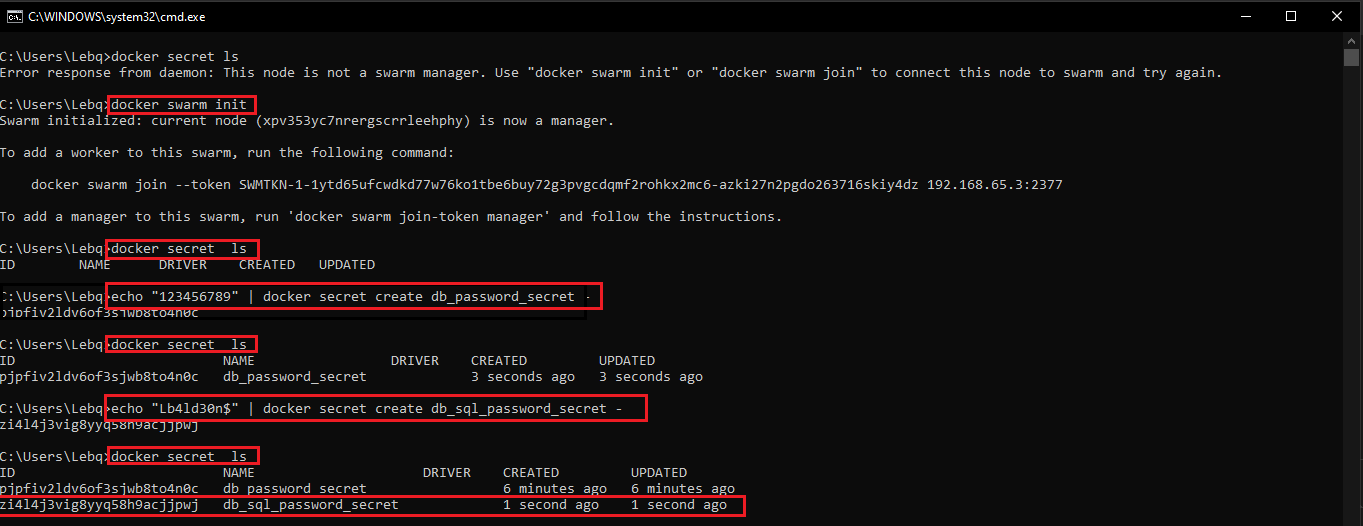 C:\WINDOWS\system32\cmd.exe
C:\Users\Lebq>docker secret ls
Error response from daemon: This node is not a swarm manager. Use "docker swarm init" or "docker swarm join" to connect this node to swarm and try again.
C:\Users\Lebq>docker swarm init
Swarm initialized: current node (xpv353yc7nrergscrrleehphy) is now a manager.
To add a worker to this swarm, run the following command:
docker swarm join --token SWMTKN-1-1ytd65ufcwdkd77w76ko1tbe6buy72g3pvgcdqmf2rohkx2mc6-azki27n2pgdo263716skiy4dz 192.168.65.3:2377
To add a manager to this swarm, run 'docker swarm join-token manager' and follow the instructions.
C:\Users\Lebq>docker secret  ls
ID NAME DRIVER CREATED UPDATED
C:\Users\Lebq>echo "123456789" | docker secret create db_password_secret -
pjpfiv2ldv6of3sjwb8to4n0c
C:\Users\Lebq>docker secret  ls
ID NAME DRIVER CREATED UPDATED
pjpfiv2ldv6of3sjwb8to4n0c db_password_secret 3 seconds ago 3 seconds ago
C:\Users\Lebq>echo "Lb4ld30n$" | docker secret create db_sql_password_secret -
zi4l4j3vig8yyq58h9acjjpwj
C:\Users\Lebq>docker secret  ls
ID NAME DRIVER CREATED UPDATED
pjpfiv2ldv6of3sjwb8to4n0c db_password_secret 6 minutes ago 6 minutes ago
zi4l4j3vig8yyq58h9acjjpwj db_sql_password_secret 1 second ago 1 second ago